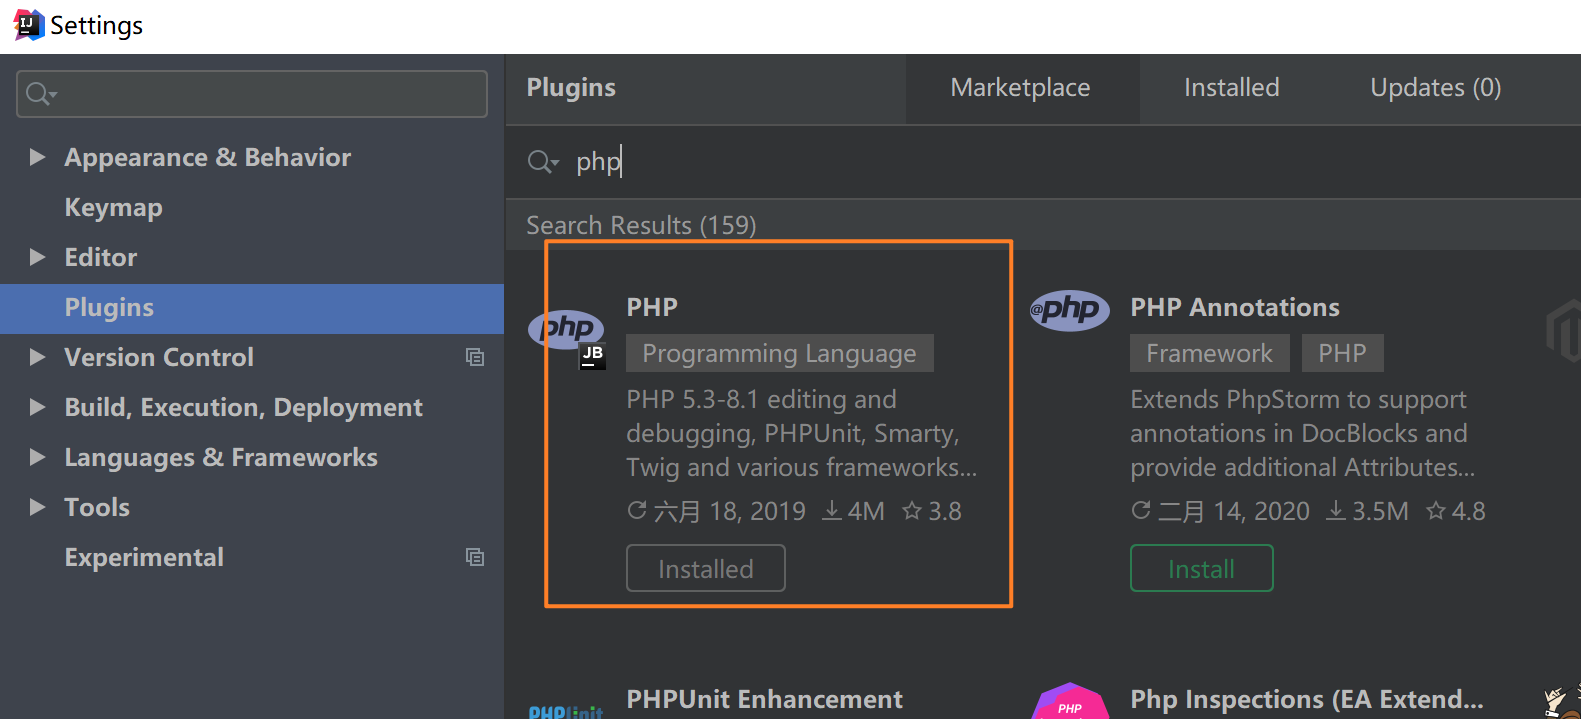 IJ Settings
Plugins
Marketplace
Installed
Updates (0)
php
Search Results (159)
Appearance & Behavior
Keymap
Editor
Plugins
Version Control
Build, Execution, Deployment
Languages & Frameworks
Tools
Experimental
php
JB
PHP
Programming Language
PHP 5.3-8.1 editing and
debugging, PHPUnit, Smarty,
Twig and various frameworks...
六月 18, 2019 4M 3.8
Installed
@php
PHP Annotations
Framework PHP
Extends PhpStorm to support
annotations in DocBlocks and
provide additional Attributes...
二月 14, 2020 3.5M 4.8
Install
PHPUnit
PHPUnit Enhancement
PHP
Php Inspections (EA Extend...